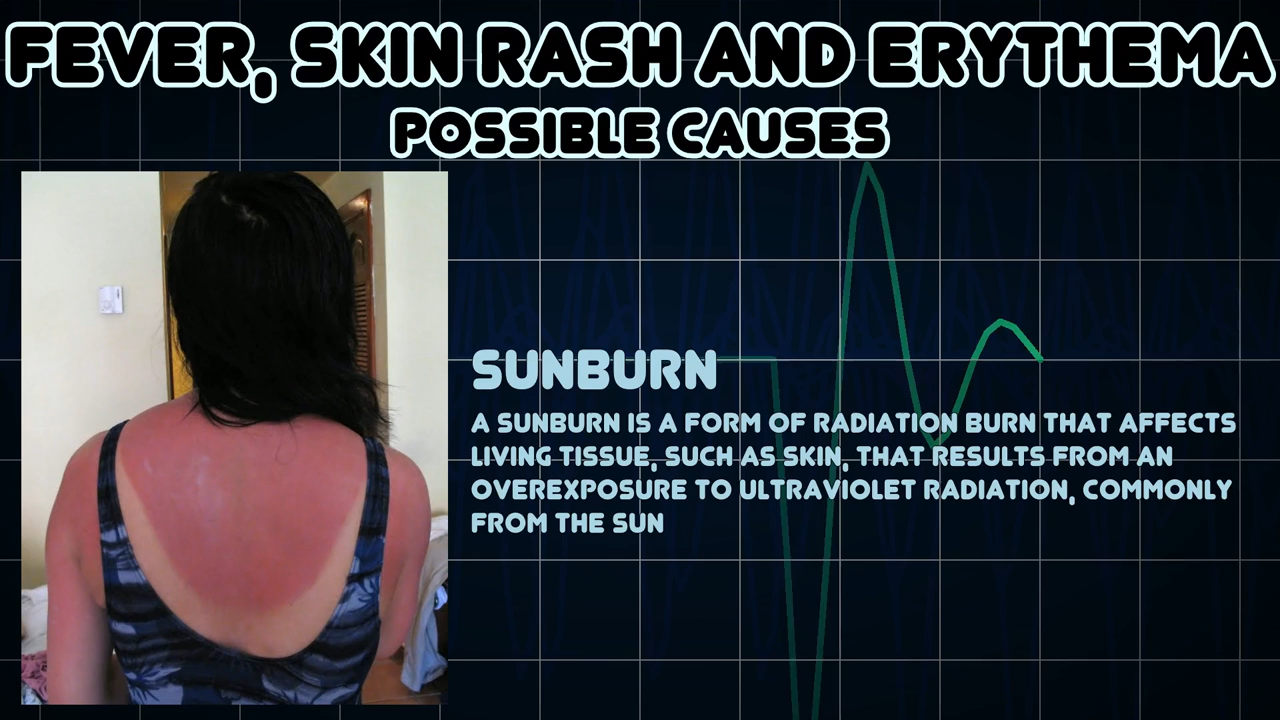 FEVER, SKIN RASH AND ERYTHEMA
POSSIBLE CAUSES
SUNBURN
A SUNBURN IS A FORM OF RADIATION BURN THAT AFFECTS
LIVING TISSUE, SUCH AS SKIN, THAT RESULTS FROM AN
OVEREXPOSURE TO ULTRAVIOLET RADIATION, COMMONLY
FROM THE SUN